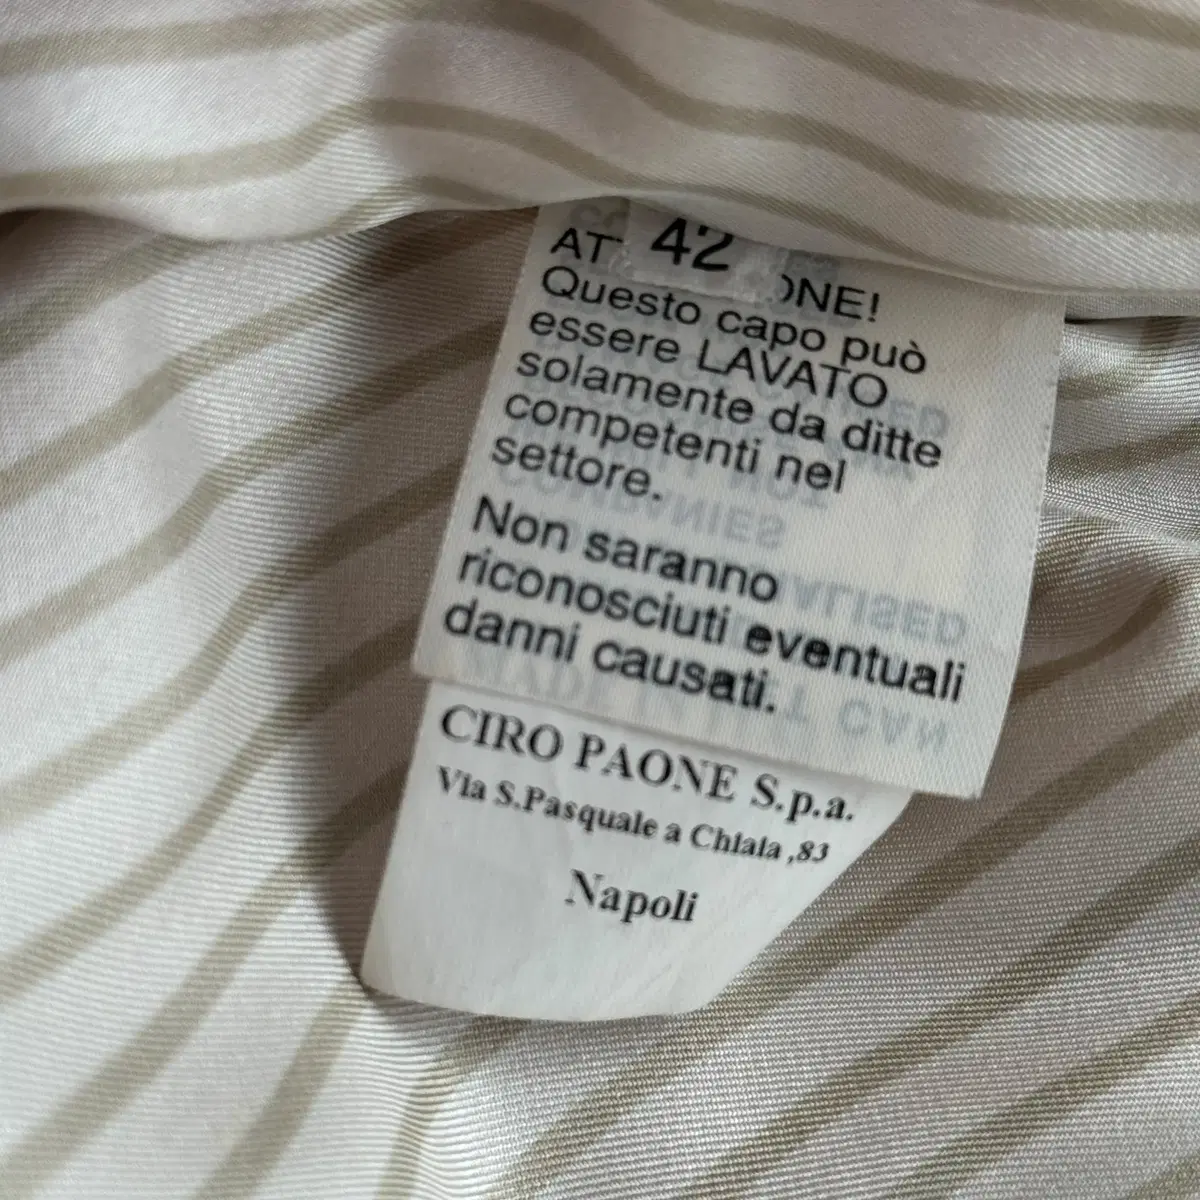 42
AT ONE!
Questo capo può
essere LAVATO
solamente da ditte
competenti nel
settore.
Non saranno
riconosciuti eventuali
danni causati.
CIRO PAONE S.p.a.
Via S.Pasquale a Chiaia ,83
Napoli